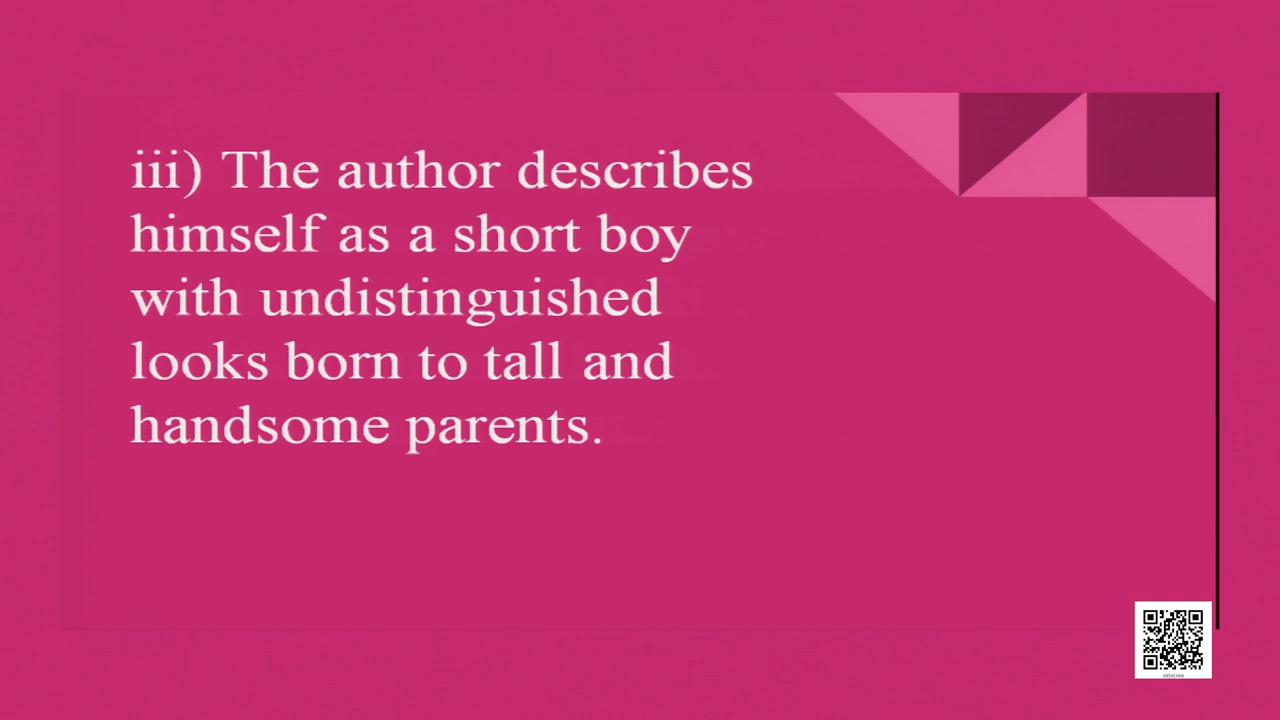 iii) The author describes
himself as a short boy
with undistinguished
looks born to tall and
handsome parents.